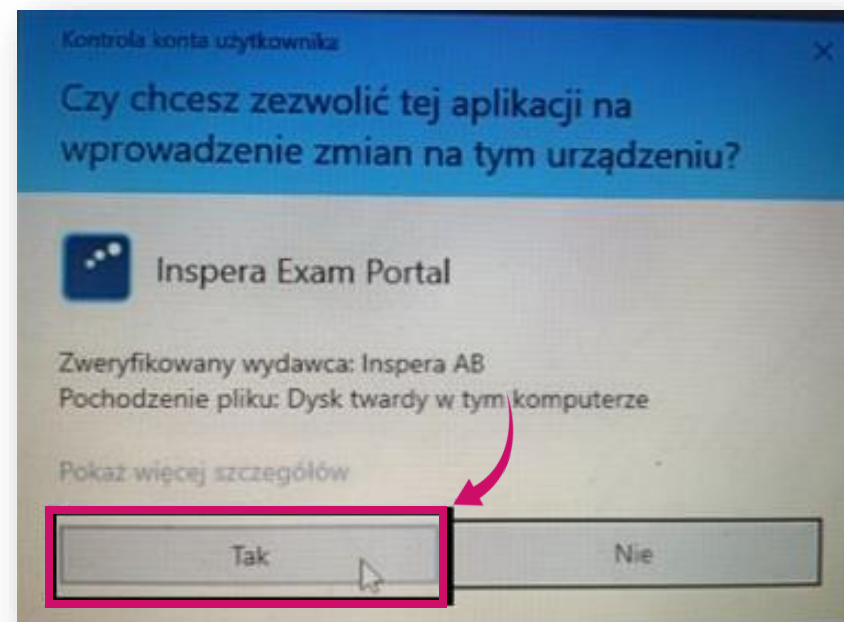 Kontrola konta użytkownika
Czy chcesz zezwolić tej aplikacji na
wprowadzenie zmian na tym urządzeniu?
Inspera Exam Portal
Zweryfikowany wydawca: Inspera AB
Pochodzenie pliku: Dysk twardy w tym komputerze
Pokaż więcej szczegółów
Tak
Nie